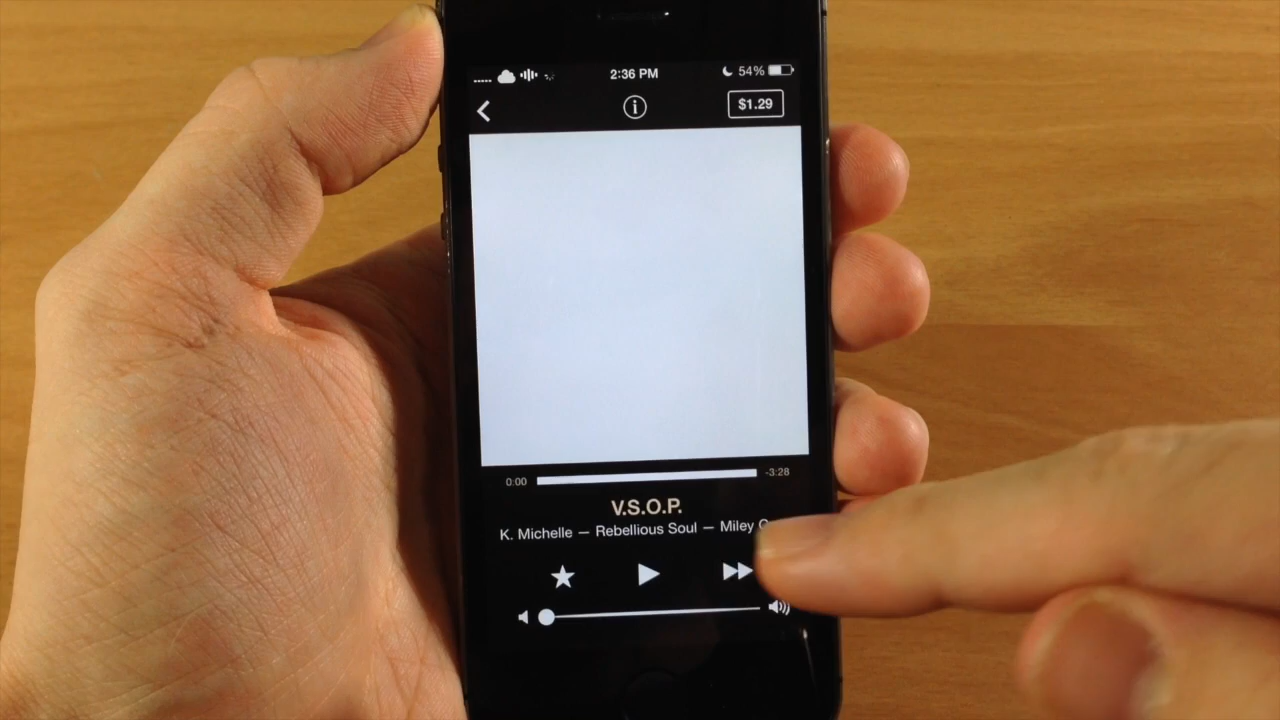 2:36 PM 54%
$1.29
0:00 -3:28
V.S.O.P.
K. Michelle — Rebellious Soul — Miley